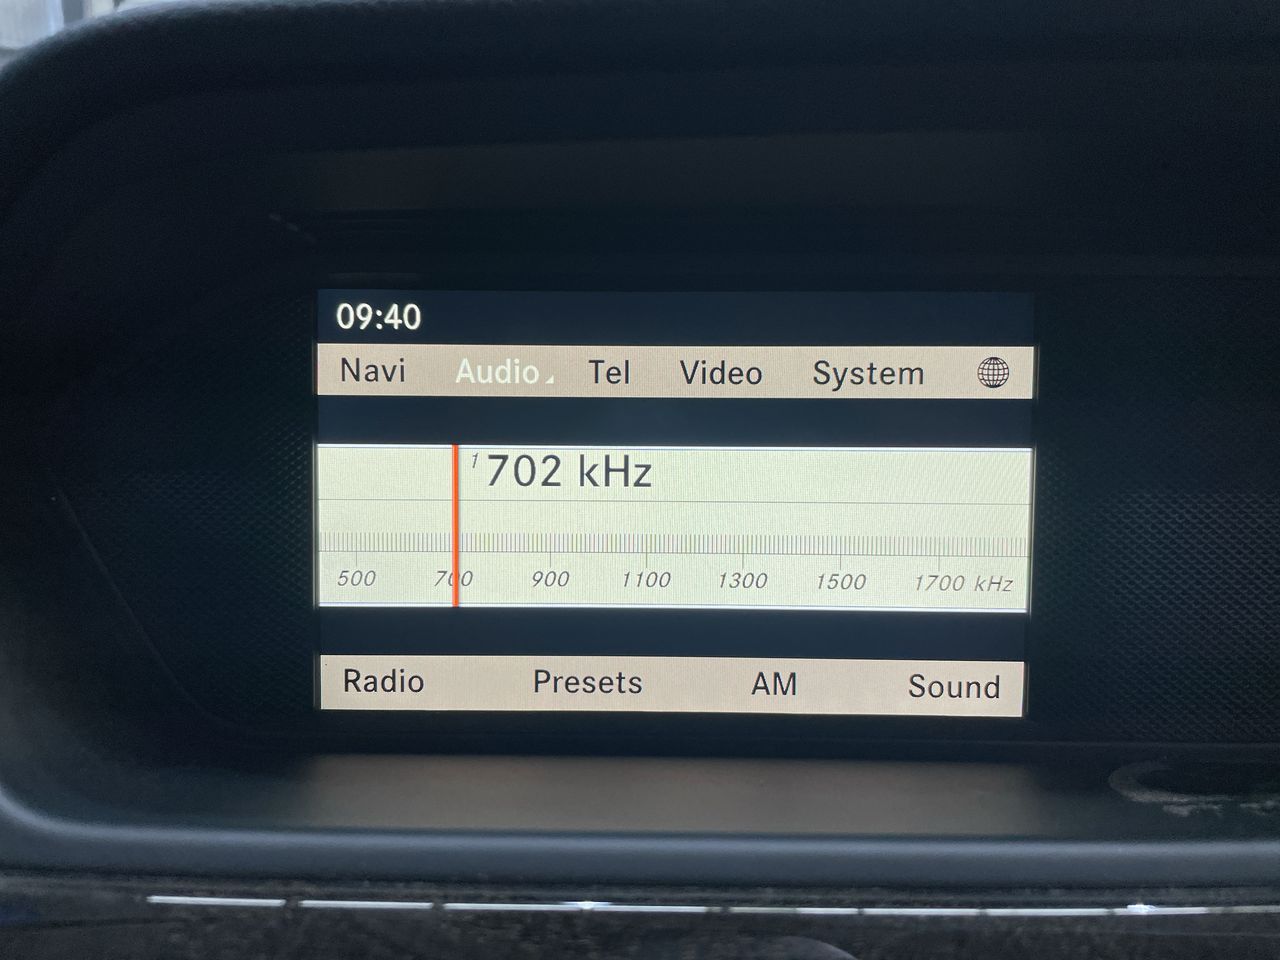 09:40
Navi Audio Tel Video System
1 702 kHz
500 700 900 1100 1300 1500 1700 kHz
Radio Presets AM Sound